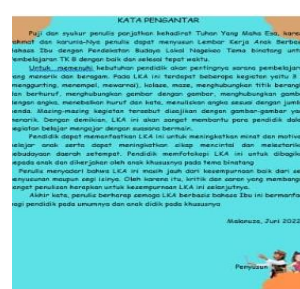 KATA PENGANTAR
Puji dan syukur penulis panjatkan kehadirat Tuhan Yang Maha Esa, karena
rahmat dan karunia-Nya penulis dapat menyusun Lembar Kerja Anak Berbasis
Bahasa Ibu dengan Pendekatan Budaya Lokal Nagekeo Tema binatang untuk
pembelajaran TK B dengan baik dan selesai tepat waktu.
Untuk memenuhi kebutuhan pendidik akan pentingnya sarana pembelajaran
yang menarik dan beragam. Pada LKA ini terdapat beberapa kegiatan yaitu 3
(menggunting, menempel, mewarnai), kolase, maze, menghubungkan titik
berhuruf, menghubungkan gambar dengan gambar, menghubungkan gambar
dengan angka, menebalkan huruf dan kata, menuliskan angka sesuai dengan jumlah
benda. Masing-masing kegiatan tersebut disajikan dengan gambar-gambar yang
menarik. Dengan demikian, LKA ini akan sangat membantu para pendidik dalam
kegiatan belajar mengajar dengan suasana bermain.
Pendidik dapat memanfaatkan LKA ini untuk meningkatkan minat dan motivasi
belajar anak serta dapat meningkatkan sikap mencintai dan melestarikan
kebudayaan daerah setempat. Pendidik memfotokopi LKA ini untuk dibagikan
kepada anak dan dikerjakan oleh anak khususnya pada tema binatang
Penulis menyadari bahwa LKA ini masih jauh dari kesempurnaan baik dari segi
penyusunan maupun segi isinya. Oleh karena itu, kritik dan saran yang membangun
sangat penulis harapkan untuk kesempurnaan LKA ini selanjutnya.
Akhir kata, penulis berharap semoga LKA berbasis bahasa Ibu ini bermanfaat
bagi pendidik pada umumnya dan anak didik pada khususnya
Juni 2022
Penyusun